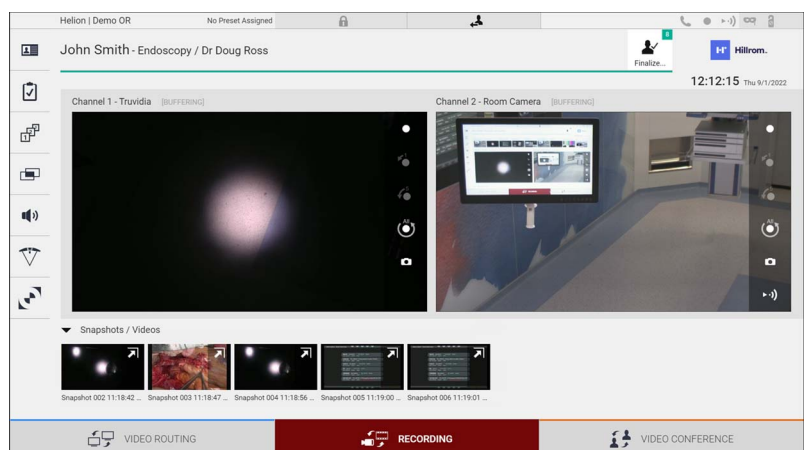 Helion | Demo OR
No Preset Assigned
John Smith - Endoscopy / Dr Doug Ross
8
Finalize...
H Hillrom.
12:12:15 Thu 9/1/2022
Channel 1 - Truvidia [BUFFERING]
Channel 2 - Room Camera [BUFFERING]
All
All
Snapshots / Videos
Snapshot 002 11:18:42 ...
Snapshot 003 11:18:47 ...
Snapshot 004 11:18:56 ...
Snapshot 005 11:19:00 ...
Snapshot 006 11:19:01 ...
VIDEO ROUTING
RECORDING
VIDEO CONFERENCE